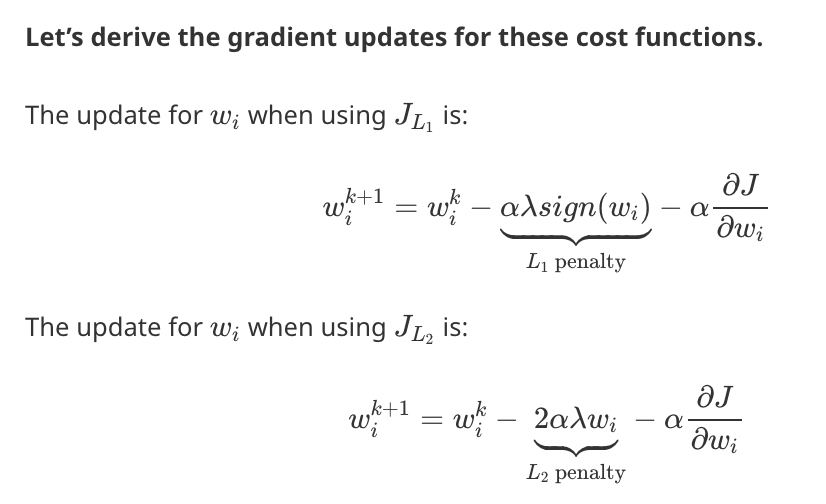 Let's derive the gradient updates for these cost functions.
The update for $w_i$ when using $J_{L_1}$ is:
$w_i^{k+1} = w_i^k - \underbrace{\alpha\lambda sign(w_i)}_{L_1 \text{ penalty}} - \alpha\frac{\partial J}{\partial w_i}$
The update for $w_i$ when using $J_{L_2}$ is:
$w_i^{k+1} = w_i^k - \underbrace{2\alpha\lambda w_i}_{L_2 \text{ penalty}} - \alpha\frac{\partial J}{\partial w_i}$